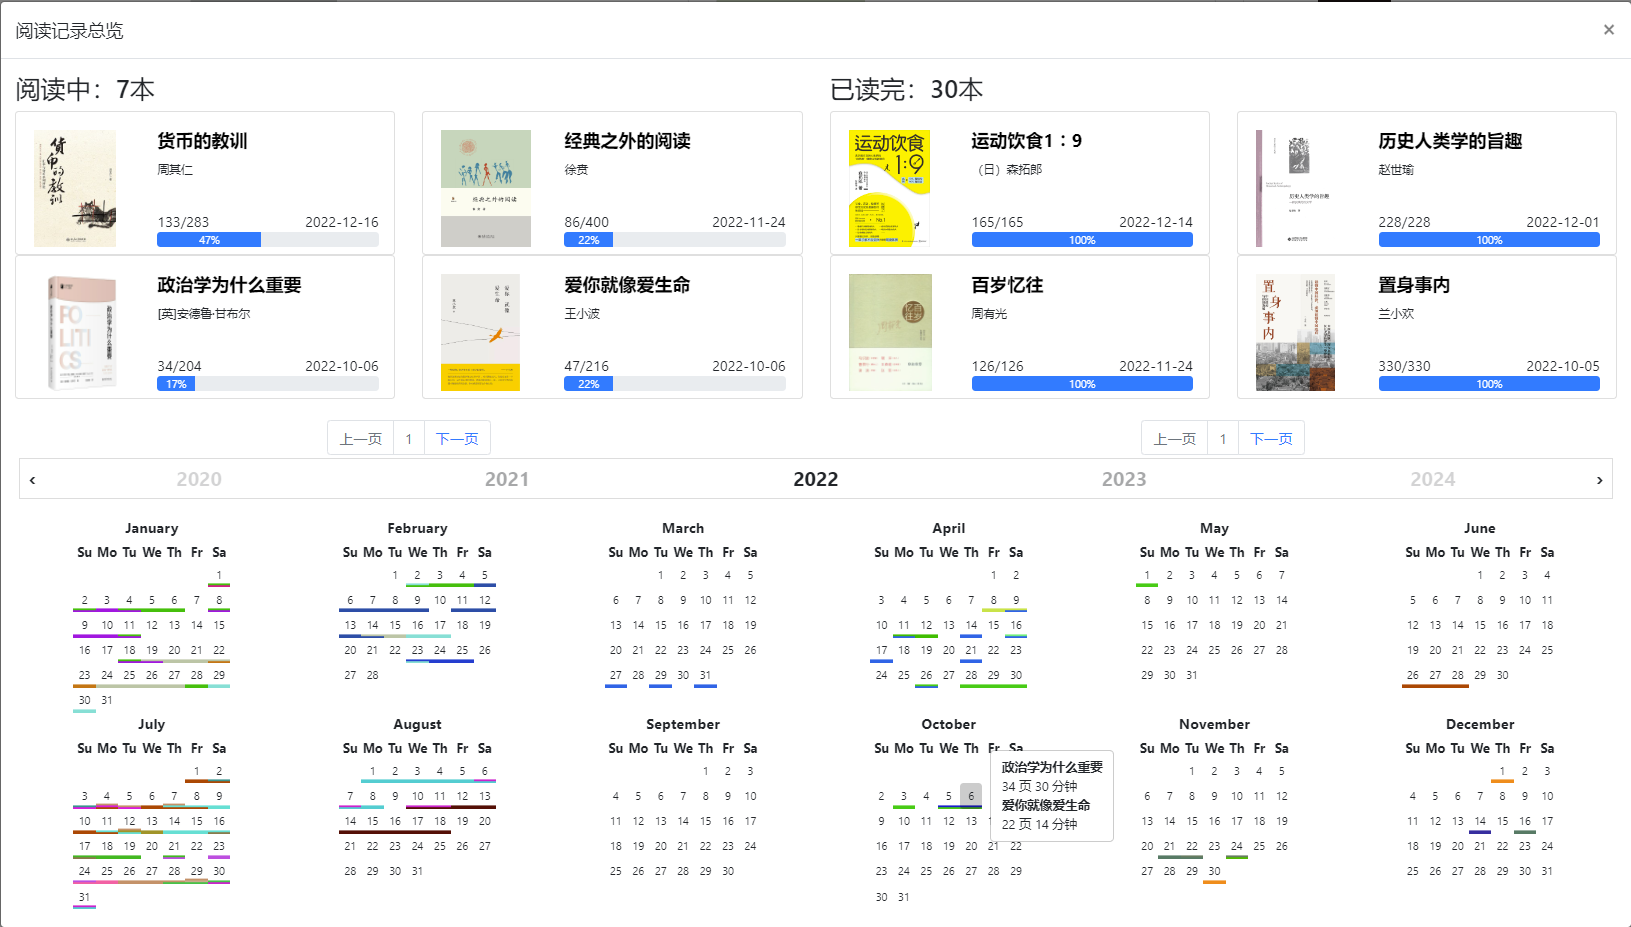 阅读记录总览 ×
阅读中：7本
货币的教训
周其仁
133/283 2022-12-16
47%
经典之外的阅读
徐贲
86/400 2022-11-24
22%
政治学为什么重要
[英]安德鲁·甘布尔
34/204 2022-10-06
17%
爱你就像爱生命
王小波
47/216 2022-10-06
22%
上一页 1 下一页
已读完：30本
运动饮食1：9
（日）森拓郎
165/165 2022-12-14
100%
历史人类学的旨趣
赵世瑜
228/228 2022-12-01
100%
百岁忆往
周有光
126/126 2022-11-24
100%
置身事内
兰小欢
330/330 2022-10-05
100%
上一页 1 下一页
‹ 2020 2021 2022 2023 2024 ›
January
Su Mo Tu We Th Fr Sa
1
2 3 4 5 6 7 8
9 10 11 12 13 14 15
16 17 18 19 20 21 22
23 24 25 26 27 28 29
30 31
February
Su Mo Tu We Th Fr Sa
1 2 3 4 5
6 7 8 9 10 11 12
13 14 15 16 17 18 19
20 21 22 23 24 25 26
27 28
March
Su Mo Tu We Th Fr Sa
1 2 3 4 5
6 7 8 9 10 11 12
13 14 15 16 17 18 19
20 21 22 23 24 25 26
27 28 29 30 31
April
Su Mo Tu We Th Fr Sa
1 2
3 4 5 6 7 8 9
10 11 12 13 14 15 16
17 18 19 20 21 22 23
24 25 26 27 28 29 30
May
Su Mo Tu We Th Fr Sa
1 2 3 4 5 6 7
8 9 10 11 12 13 14
15 16 17 18 19 20 21
22 23 24 25 26 27 28
29 30 31
June
Su Mo Tu We Th Fr Sa
1 2 3 4
5 6 7 8 9 10 11
12 13 14 15 16 17 18
19 20 21 22 23 24 25
26 27 28 29 30
July
Su Mo Tu We Th Fr Sa
1 2
3 4 5 6 7 8 9
10 11 12 13 14 15 16
17 18 19 20 21 22 23
24 25 26 27 28 29 30
31
August
Su Mo Tu We Th Fr Sa
1 2 3 4 5 6
7 8 9 10 11 12 13
14 15 16 17 18 19 20
21 22 23 24 25 26 27
28 29 30 31
September
Su Mo Tu We Th Fr Sa
1 2 3
4 5 6 7 8 9 10
11 12 13 14 15 16 17
18 19 20 21 22 23 24
25 26 27 28 29 30
October
Su Mo Tu We Th Fr Sa
2 3 4 5 6
9 10 11 12 13
16 17 18 19 20 21 22
23 24 25 26 27 28 29
30 31
政治学为什么重要
34 页 30 分钟
爱你就像爱生命
22 页 14 分钟
November
Su Mo Tu We Th Fr Sa
1 2 3 4 5
6 7 8 9 10 11 12
13 14 15 16 17 18 19
20 21 22 23 24 25 26
27 28 29 30
December
Su Mo Tu We Th Fr Sa
1 2 3
4 5 6 7 8 9 10
11 12 13 14 15 16 17
18 19 20 21 22 23 24
25 26 27 28 29 30 31